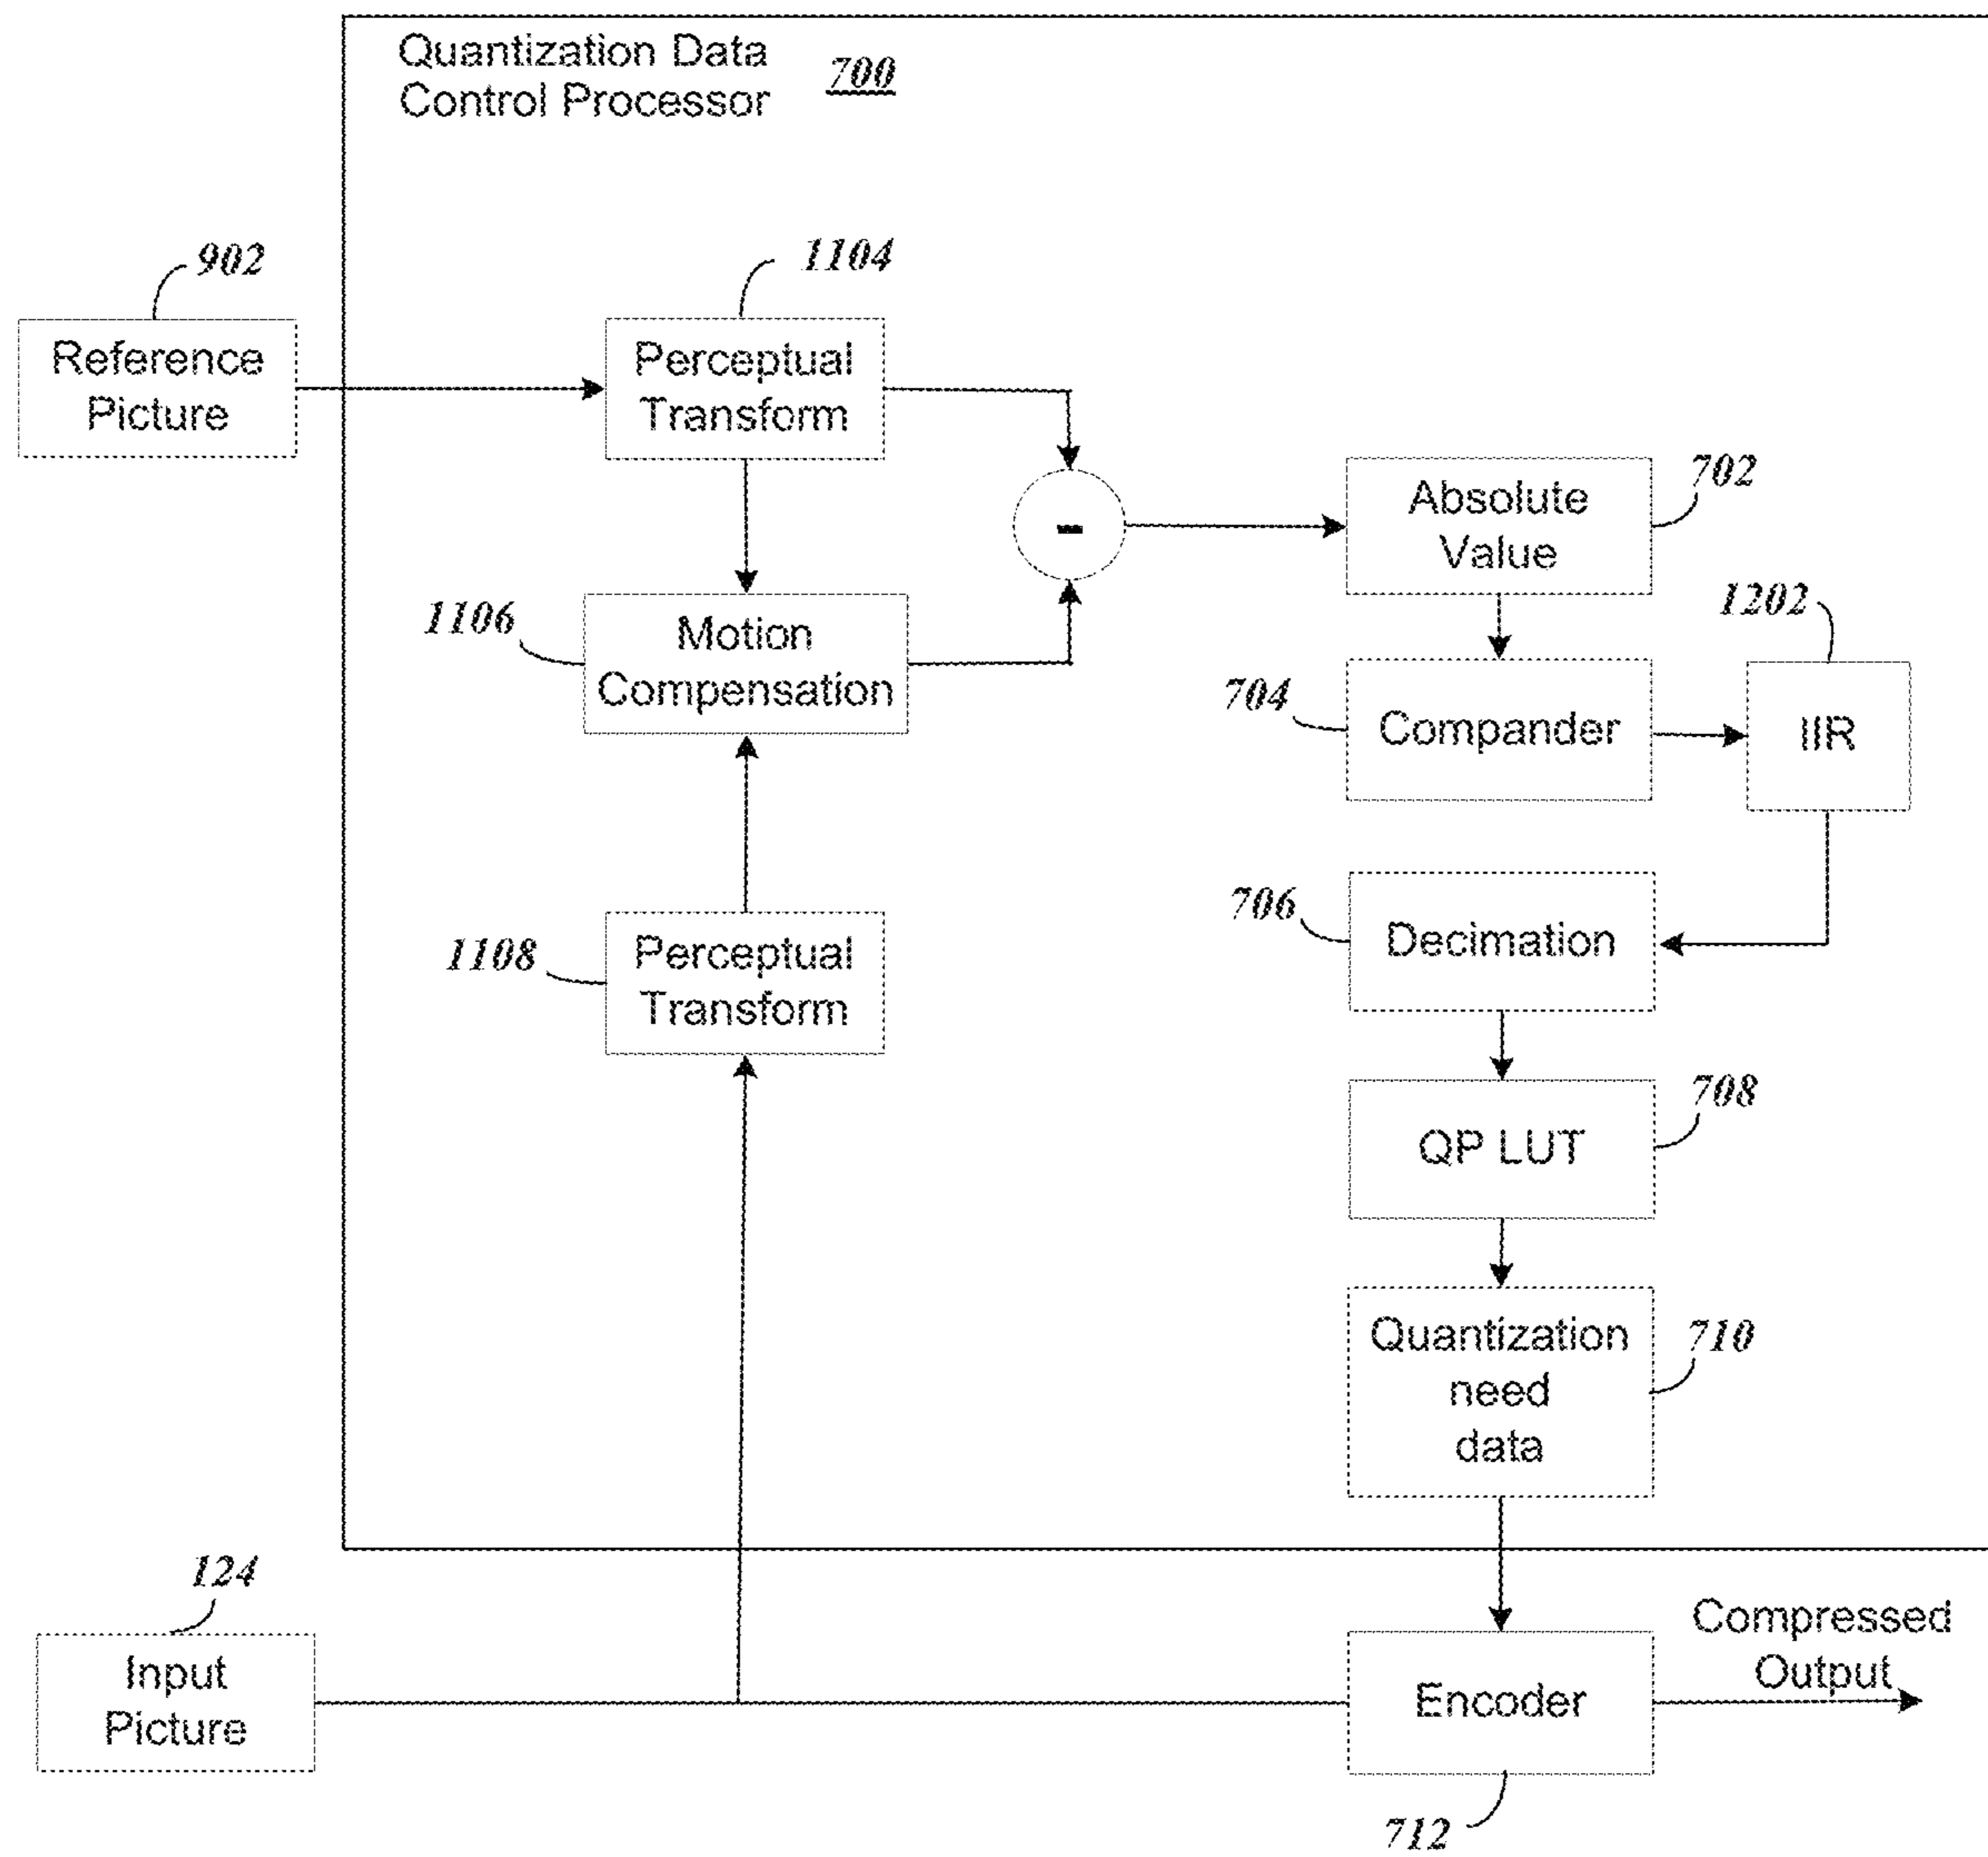 Quantization Data
Control Processor
700
902
Reference
Picture
1104
Perceptual
Transform
-
702
Absolute
Value
1106
Motion
Compensation
1202
704
Compander
IIR
706
Decimation
1108
Perceptual
Transform
708
QP LUT
Quantization
need
data
710
124
Input
Picture
Encoder
Compressed
Output
712